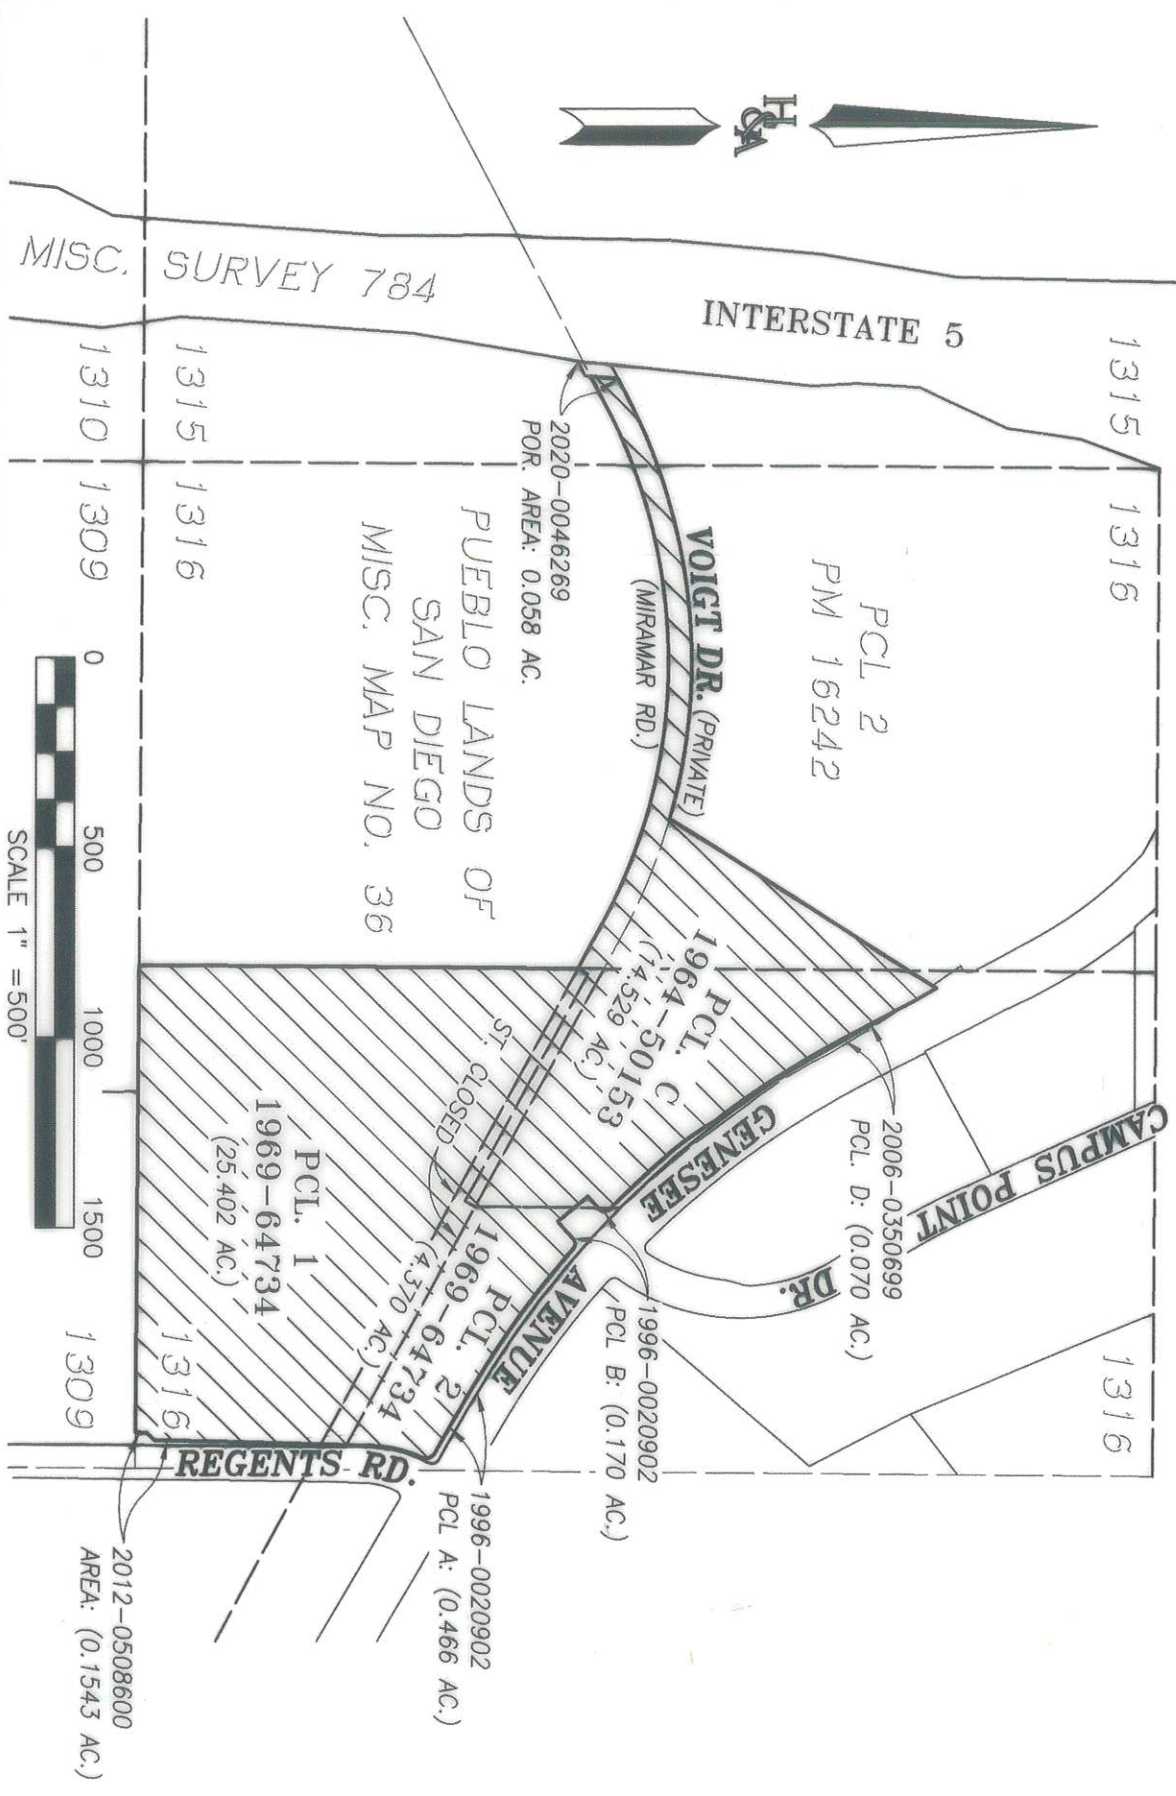 1315
1316
1316
INTERSTATE 5
PCL 2
PM 16242
CAMPUS POINT
DR.
2006-0350699
PCL. D: (0.070 AC.)
VOIGT DR. (PRIVATE)
(MIRAMAR RD.)
PCL. C
1964-50153
(14.529 AC.)
GENESEE
AVENUE
1996-0020902
PCL B: (0.170 AC.)
2020-0046269
POR. AREA: 0.058 AC.
PUEBLO LANDS OF
SAN DIEGO
MISC. MAP NO. 36
ST. CLOSED
PCL. 2
1969-64734
(4.370 AC.)
1996-0020902
PCL A: (0.466 AC.)
MISC. SURVEY 784
PCL. 1
1969-64734
(25.402 AC.)
REGENTS RD.
1315 1316
1316
1310 1309
1309
2012-0508600
AREA: (0.1543 AC.)
0 500 1000 1500
SCALE 1" =500'